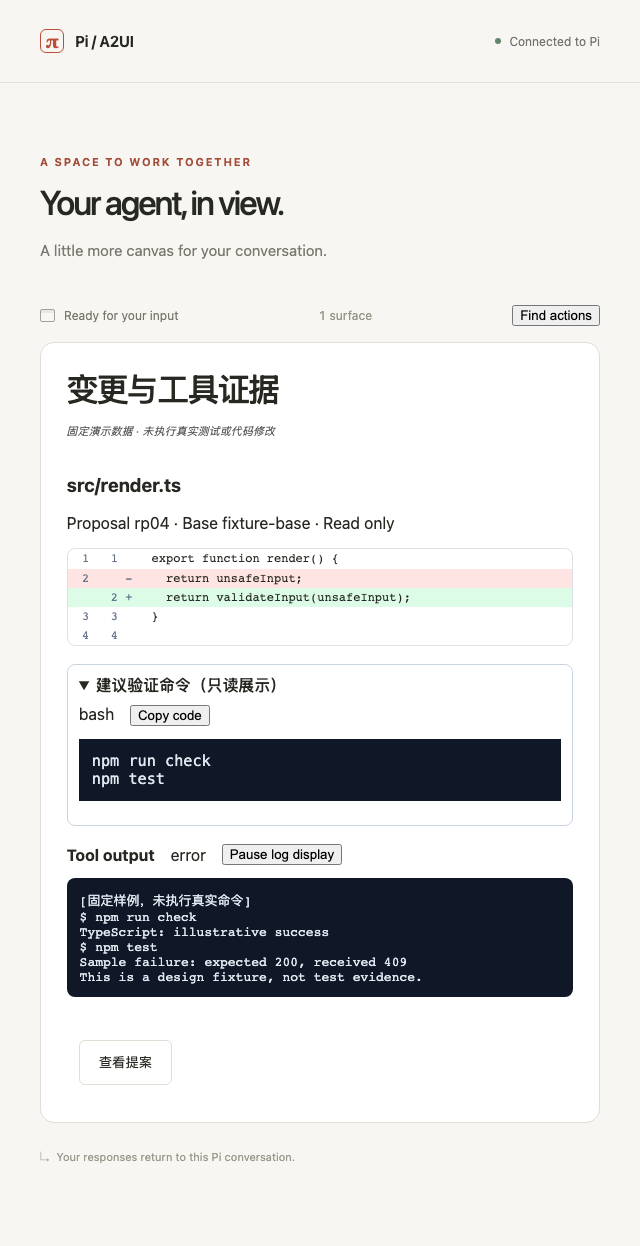 π Pi / A2UI
Connected to Pi
A SPACE TO WORK TOGETHER
Your agent, in view.
A little more canvas for your conversation.
Ready for your input
1 surface
Find actions
变更与工具证据
固定演示数据 · 未执行真实测试或代码修改
src/render.ts
Proposal rp04 · Base fixture-base · Read only
1 1 export function render() {
2 − return unsafeInput;
2 + return validateInput(unsafeInput);
3 3 }
4 4
▼ 建议验证命令（只读展示）
bash
Copy code
npm run check
npm test
Tool output
error
Pause log display
[固定样例，未执行真实命令]
$ npm run check
TypeScript: illustrative success
$ npm test
Sample failure: expected 200, received 409
This is a design fixture, not test evidence.
查看提案
Your responses return to this Pi conversation.